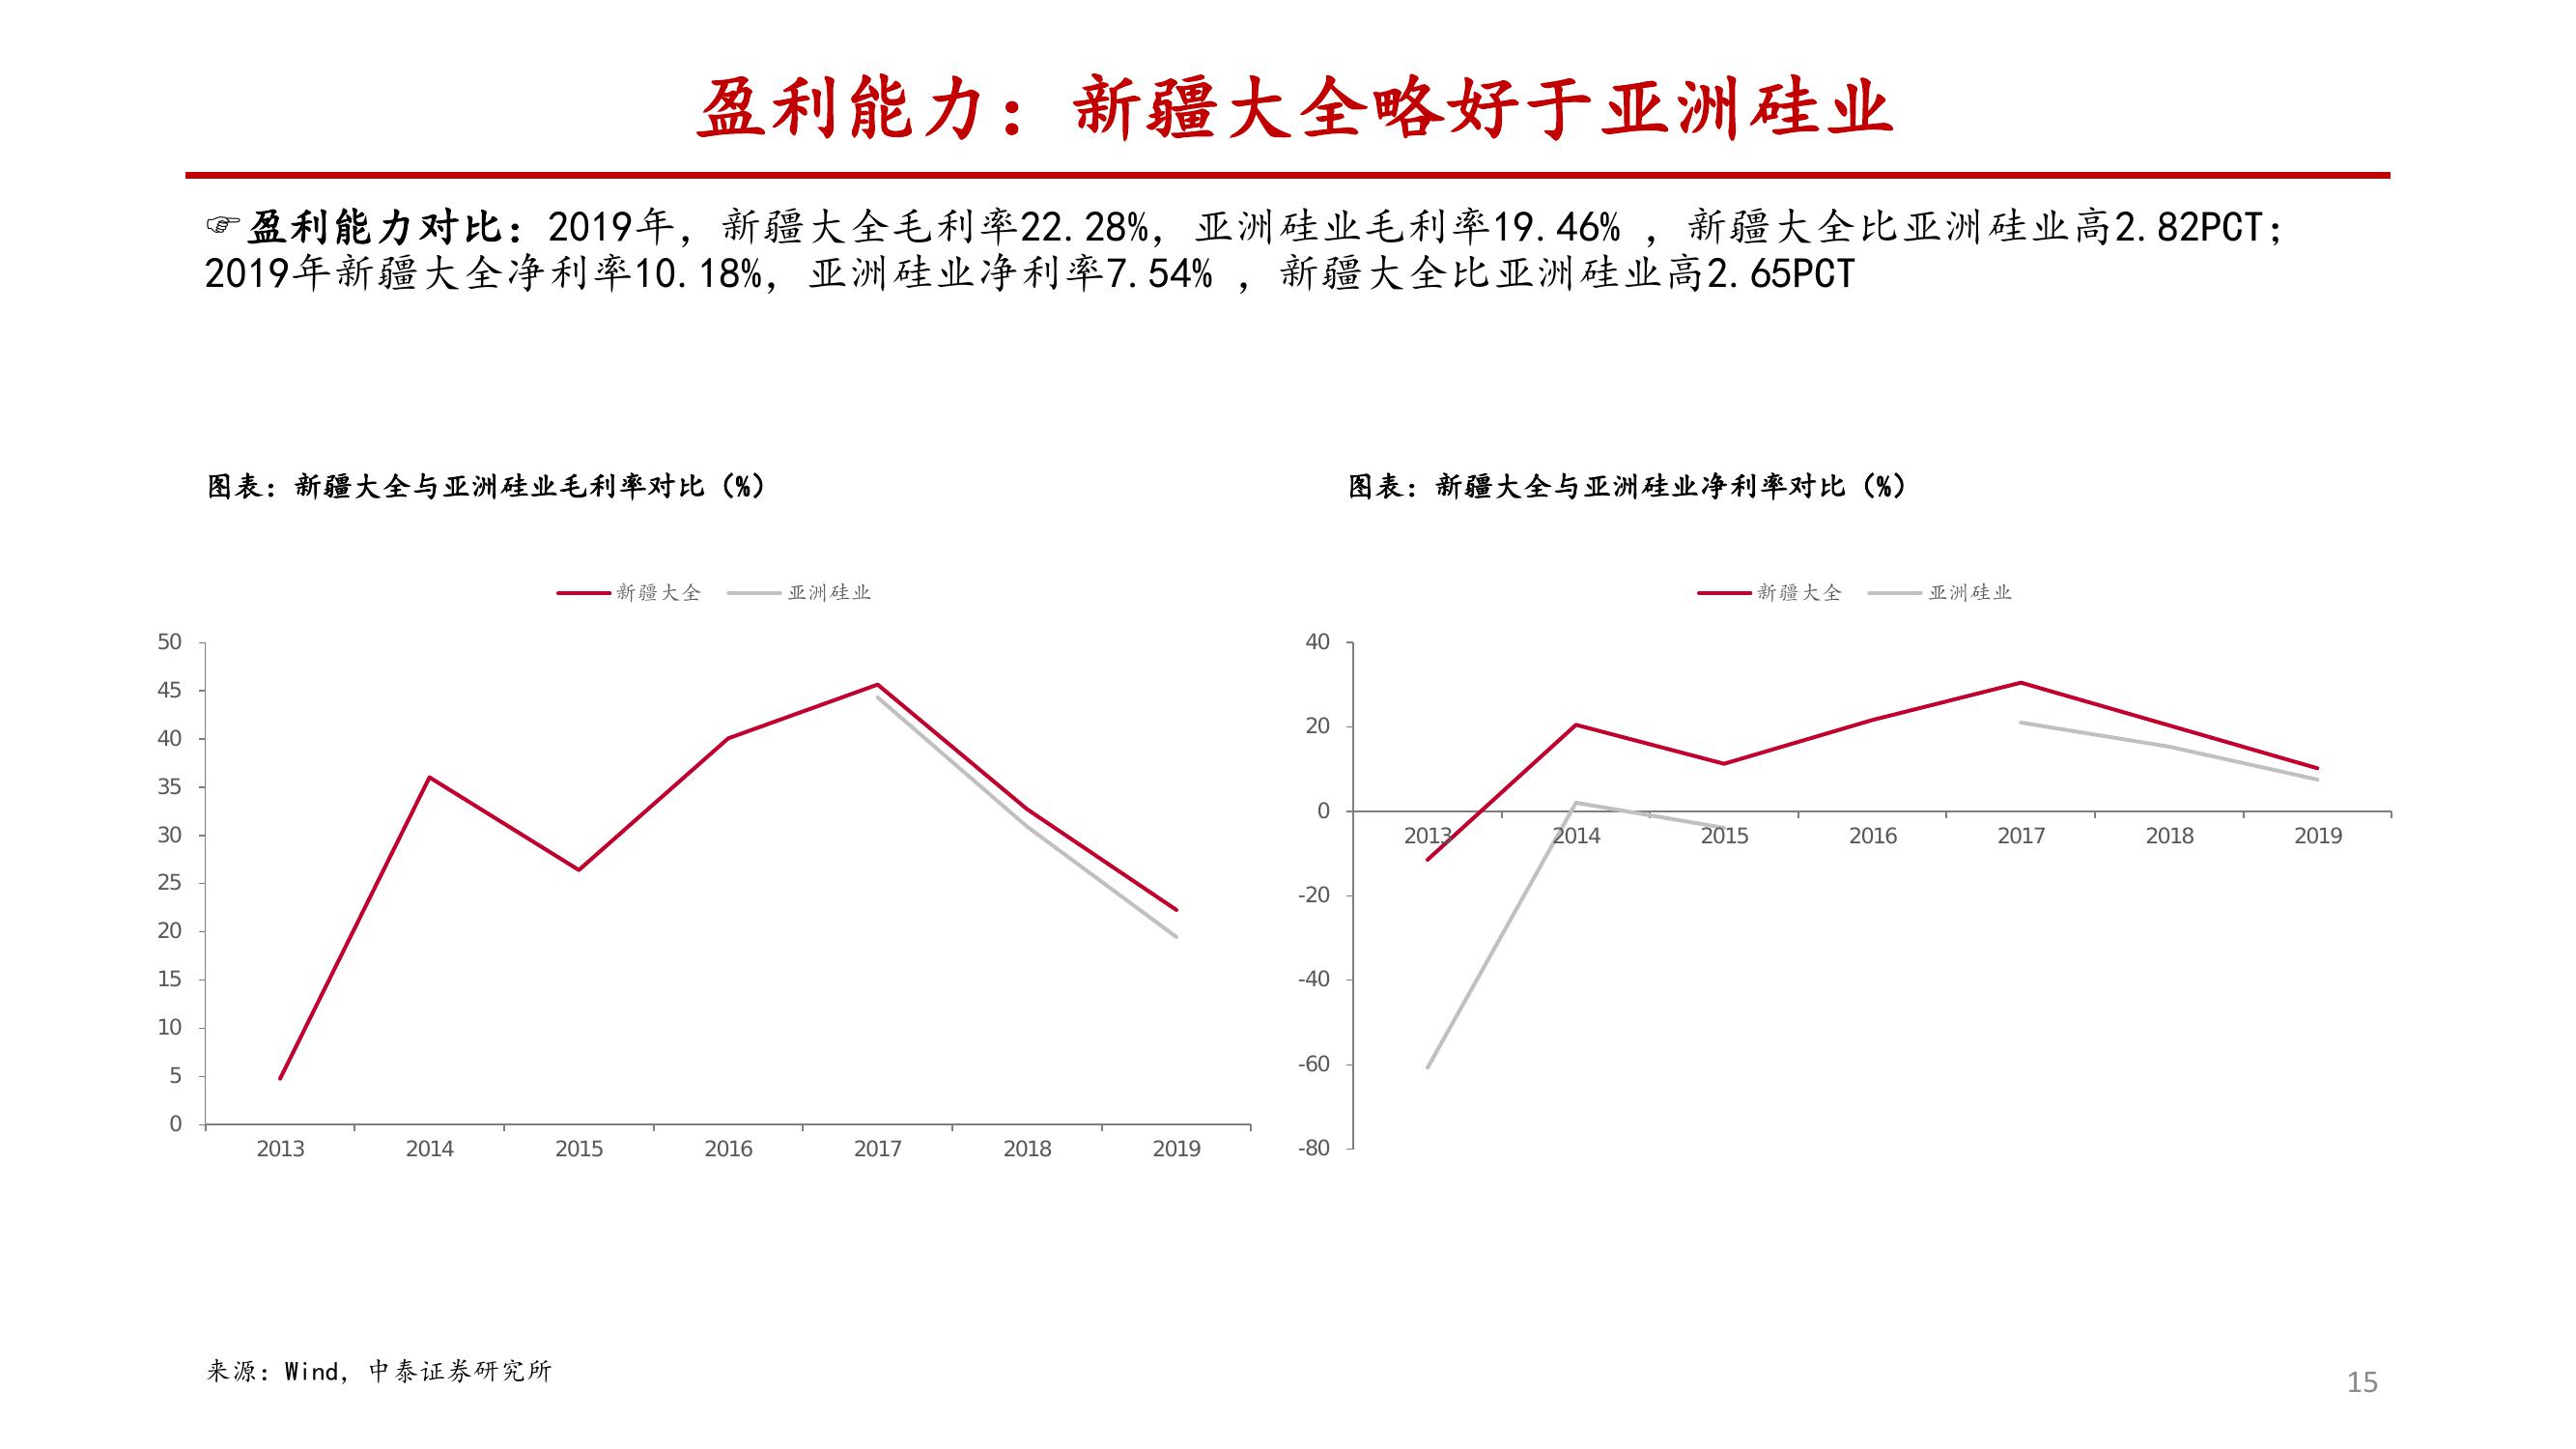 盈利能力：新疆大全略好于亚洲硅业
☞盈利能力对比：2019年，新疆大全毛利率22.28%，亚洲硅业毛利率19.46% ，新疆大全比亚洲硅业高2.82PCT；
2019年新疆大全净利率10.18%，亚洲硅业净利率7.54% ，新疆大全比亚洲硅业高2.65PCT
图表：新疆大全与亚洲硅业毛利率对比（%）
新疆大全 亚洲硅业
50
45
40
35
30
25
20
15
10
5
0
2013 2014 2015 2016 2017 2018 2019
图表：新疆大全与亚洲硅业净利率对比（%）
新疆大全 亚洲硅业
40
20
0
2013 2014 2015 2016 2017 2018 2019
-20
-40
-60
-80
来源：Wind，中泰证券研究所
15